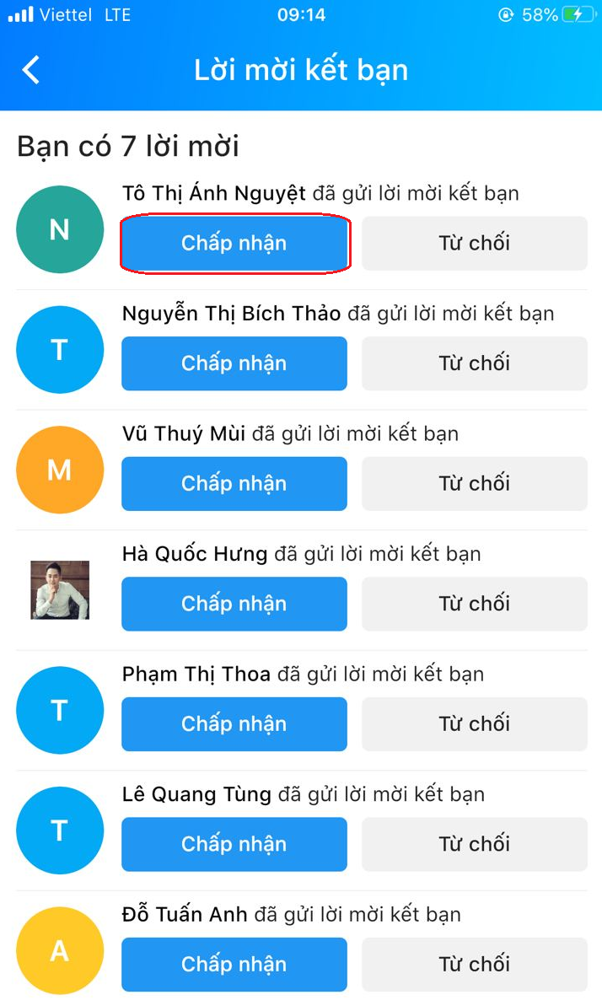 Viettel LTE 09:14 58%
Lời mời kết bạn
Bạn có 7 lời mời
Tô Thị Ánh Nguyệt đã gửi lời mời kết bạn
N
Chấp nhận Từ chối
Nguyễn Thị Bích Thảo đã gửi lời mời kết bạn
T
Chấp nhận Từ chối
Vũ Thuý Mùi đã gửi lời mời kết bạn
M
Chấp nhận Từ chối
Hà Quốc Hưng đã gửi lời mời kết bạn
Chấp nhận Từ chối
Phạm Thị Thoa đã gửi lời mời kết bạn
T
Chấp nhận Từ chối
Lê Quang Tùng đã gửi lời mời kết bạn
T
Chấp nhận Từ chối
Đỗ Tuấn Anh đã gửi lời mời kết bạn
A
Chấp nhận Từ chối